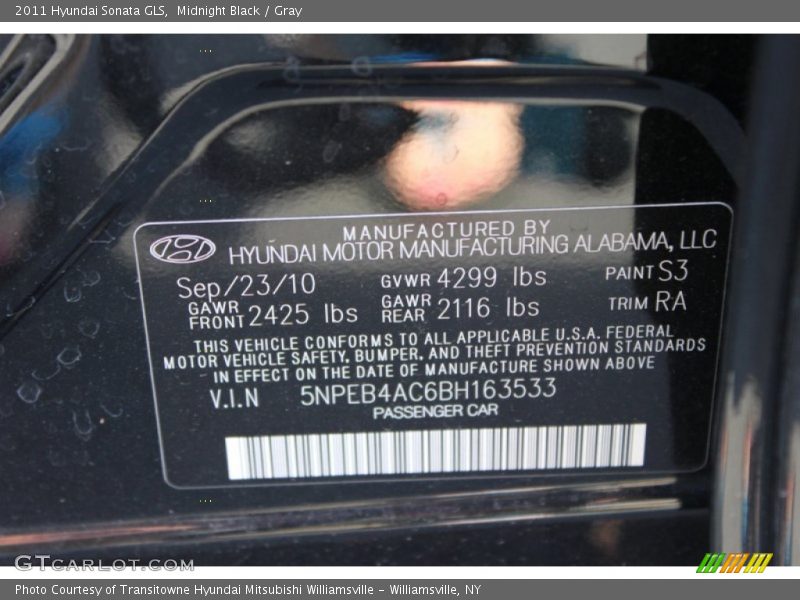 2011 Hyundai Sonata GLS,  Midnight Black / Gray
MANUFACTURED BY
HYUNDAI MOTOR MANUFACTURING ALABAMA, LLC
Sep/23/10 GVWR 4299 lbs PAINT S3
GAWR FRONT 2425 lbs GAWR REAR 2116 lbs TRIM RA
THIS VEHICLE CONFORMS TO ALL APPLICABLE U.S.A. FEDERAL
MOTOR VEHICLE SAFETY, BUMPER, AND THEFT PREVENTION STANDARDS
IN EFFECT ON THE DATE OF MANUFACTURE SHOWN ABOVE
V.I.N 5NPEB4AC6BH163533
PASSENGER CAR
GTCARLOT.COM
Photo Courtesy of Transitowne Hyundai Mitsubishi Williamsville – Williamsville, NY